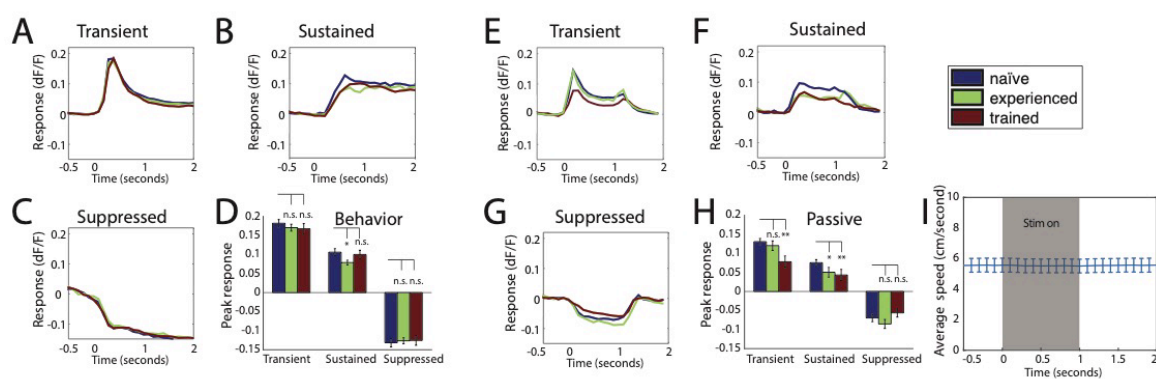 A
Transient
Response (dF/F)
0.2
0.1
0
-0.1
-0.5
0
1
2
Time (seconds)
B
Sustained
Response (dF/F)
0.2
0.1
0
-0.1
-0.5
0
1
2
Time (seconds)
E
Transient
Response (dF/F)
0.2
0.1
0
-0.1
-0.5
0
1
2
Time (seconds)
F
Sustained
Response (dF/F)
0.2
0.1
0
-0.1
-0.5
0
1
2
Time (seconds)
naïve
experienced
trained
C
Suppressed
Response (dF/F)
0.2
0.1
0
-0.1
-0.5
0
1
2
Time (seconds)
D
Behavior
Peak response
0.2
0.15
0.1
0.05
0
-0.05
-0.1
0.15
n.s. n.s.
*
n.s.
n.s. n.s.
Transient
Sustained
Suppressed
G
Suppressed
Response (dF/F)
0.2
0.1
0
-0.1
-0.5
0
1
2
Time (seconds)
H
Passive
Peak response
0.2
0.15
0.1
0.05
0
-0.05
-0.1
-0.15
n.s. **
* **
n.s. n.s.
Transient
Sustained
Suppressed
I
Average speed (cm/second)
10
8
6
4
2
0
Stim on
-0.5
0
0.5
1
1.5
2
Time (seconds)